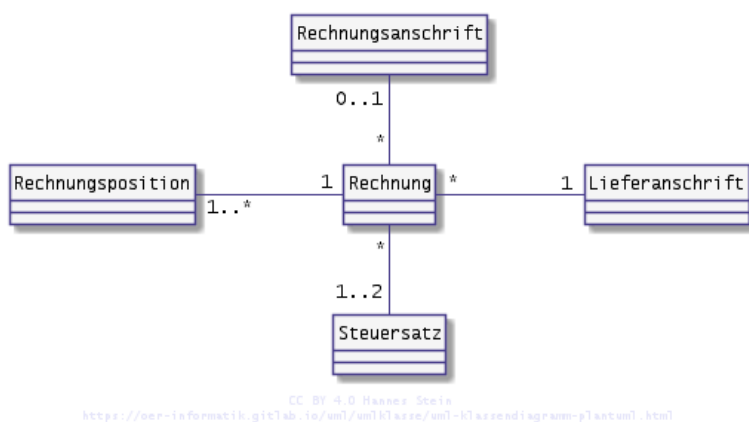 Rechnungsanschrift
0..1
*
Rechnungsposition
1..*
1
Rechnung
*
1
Lieferanschrift
*
1..2
Steuersatz
CC BY 4.0 Hannes Stein
https://oer-informatik.gitlab.io/uml/umlklasse/uml-klassendiagramm-plantuml.html